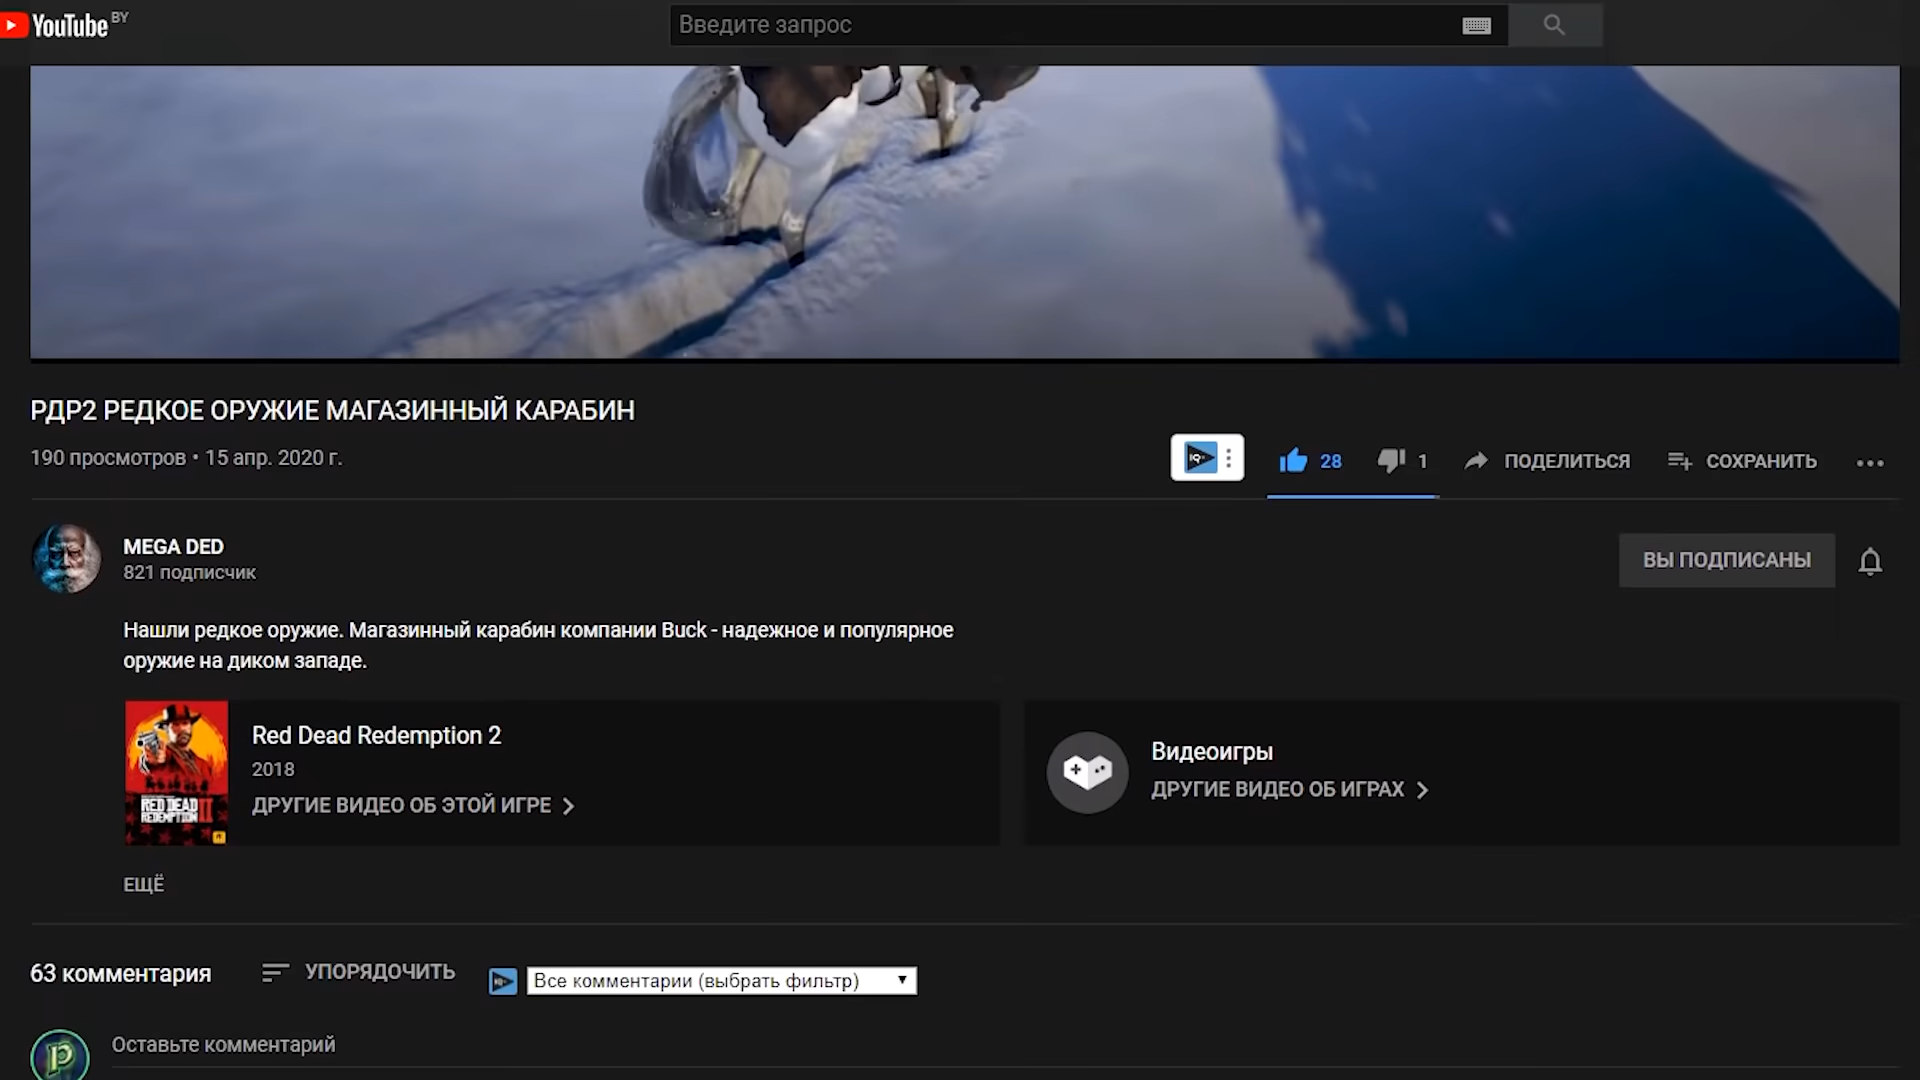 YouTube BY
Введите запрос
РДР2 РЕДКОЕ ОРУЖИЕ МАГАЗИННЫЙ КАРАБИН
190 просмотров • 15 апр. 2020 г.
IQ
28
1
ПОДЕЛИТЬСЯ
СОХРАНИТЬ
MEGA DED
821 подписчик
ВЫ ПОДПИСАНЫ
Нашли редкое оружие. Магазинный карабин компании Buck - надежное и популярное
оружие на диком западе.
RED DEAD
REDEMPTION II
Red Dead Redemption 2
2018
ДРУГИЕ ВИДЕО ОБ ЭТОЙ ИГРЕ
Видеоигры
ДРУГИЕ ВИДЕО ОБ ИГРАХ
ЕЩЁ
63 комментария
УПОРЯДОЧИТЬ
Все комментарии (выбрать фильтр)
P
Оставьте комментарий